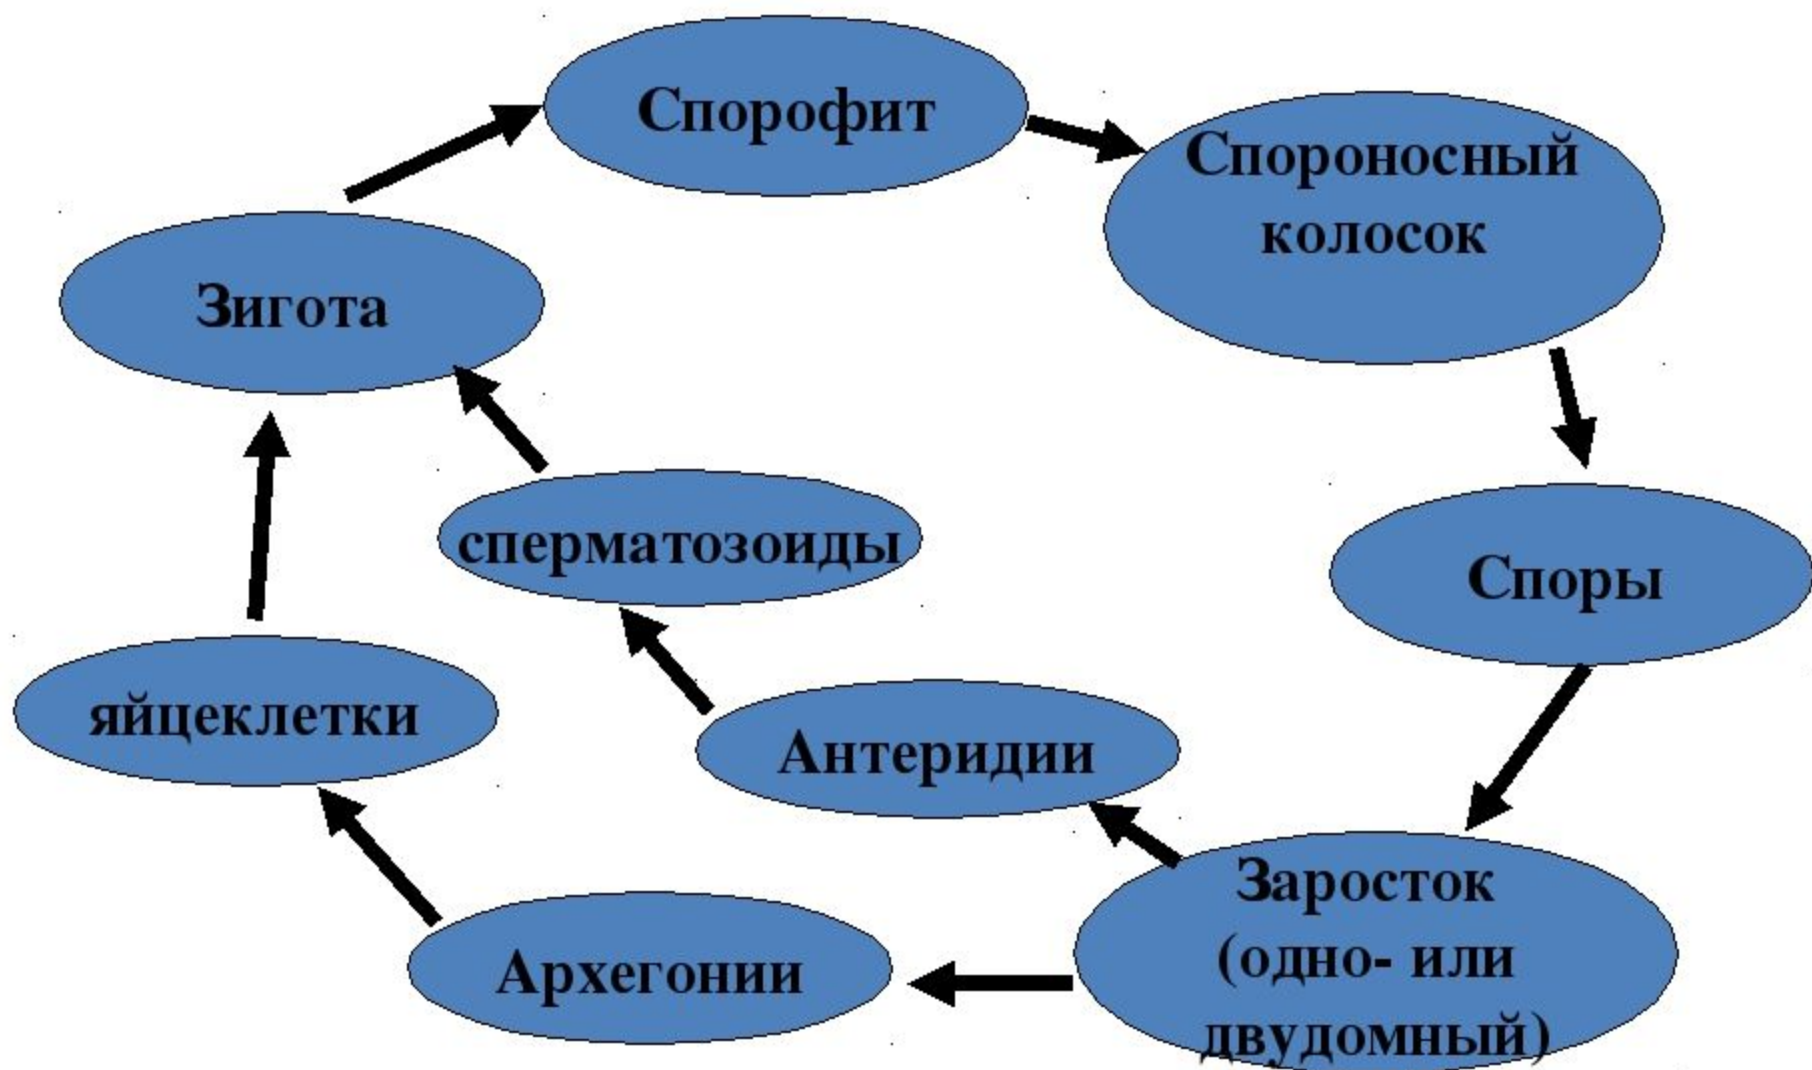 Спорофит
Спороносный
колосок
Зигота
сперматозоиды
Споры
яйцеклетки
Антеридии
Заросток
(одно- или
двудомный)
Архегонии